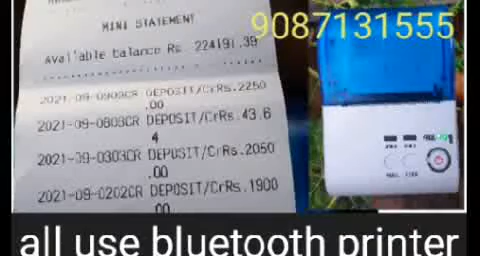 MINI STATEMENT
Available balance Rs. 224191.39
2021-09-0909CR DEPOSIT/CrRs.2250
.00
2021-09-0808CR DEPOSIT/CrRs.43.6
4
2021-09-0303CR DEPOSIT/CrRs.2050
.00
2021-09-0202CR DEPOSIT/CrRs.1900
.00
9087131555
all use bluetooth printer